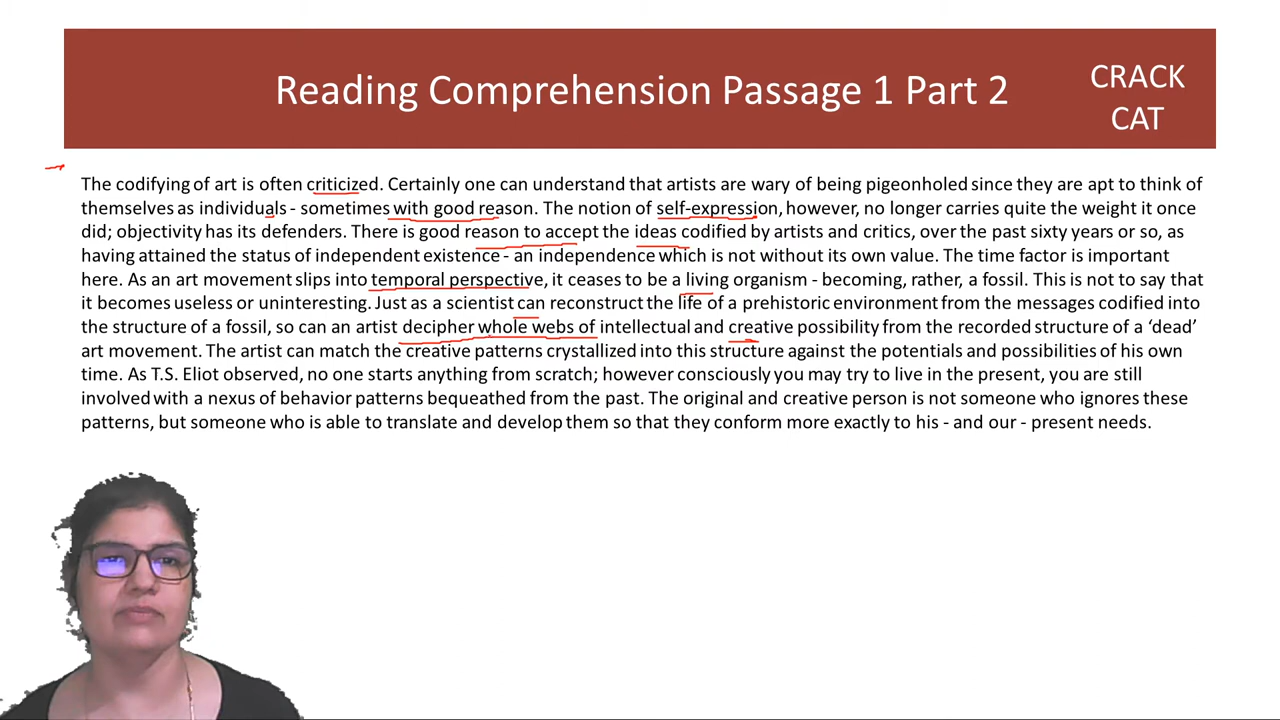 Reading Comprehension Passage 1 Part 2
CRACK
CAT
The codifying of art is often criticized. Certainly one can understand that artists are wary of being pigeonholed since they are apt to think of
themselves as individuals - sometimes with good reason. The notion of self-expression, however, no longer carries quite the weight it once
did; objectivity has its defenders. There is good reason to accept the ideas codified by artists and critics, over the past sixty years or so, as
having attained the status of independent existence - an independence which is not without its own value. The time factor is important
here. As an art movement slips into temporal perspective, it ceases to be a living organism - becoming, rather, a fossil. This is not to say that
it becomes useless or uninteresting. Just as a scientist can reconstruct the life of a prehistoric environment from the messages codified into
the structure of a fossil, so can an artist decipher whole webs of intellectual and creative possibility from the recorded structure of a ‘dead’
art movement. The artist can match the creative patterns crystallized into this structure against the potentials and possibilities of his own
time. As T.S. Eliot observed, no one starts anything from scratch; however consciously you may try to live in the present, you are still
involved with a nexus of behavior patterns bequeathed from the past. The original and creative person is not someone who ignores these
patterns, but someone who is able to translate and develop them so that they conform more exactly to his - and our - present needs.